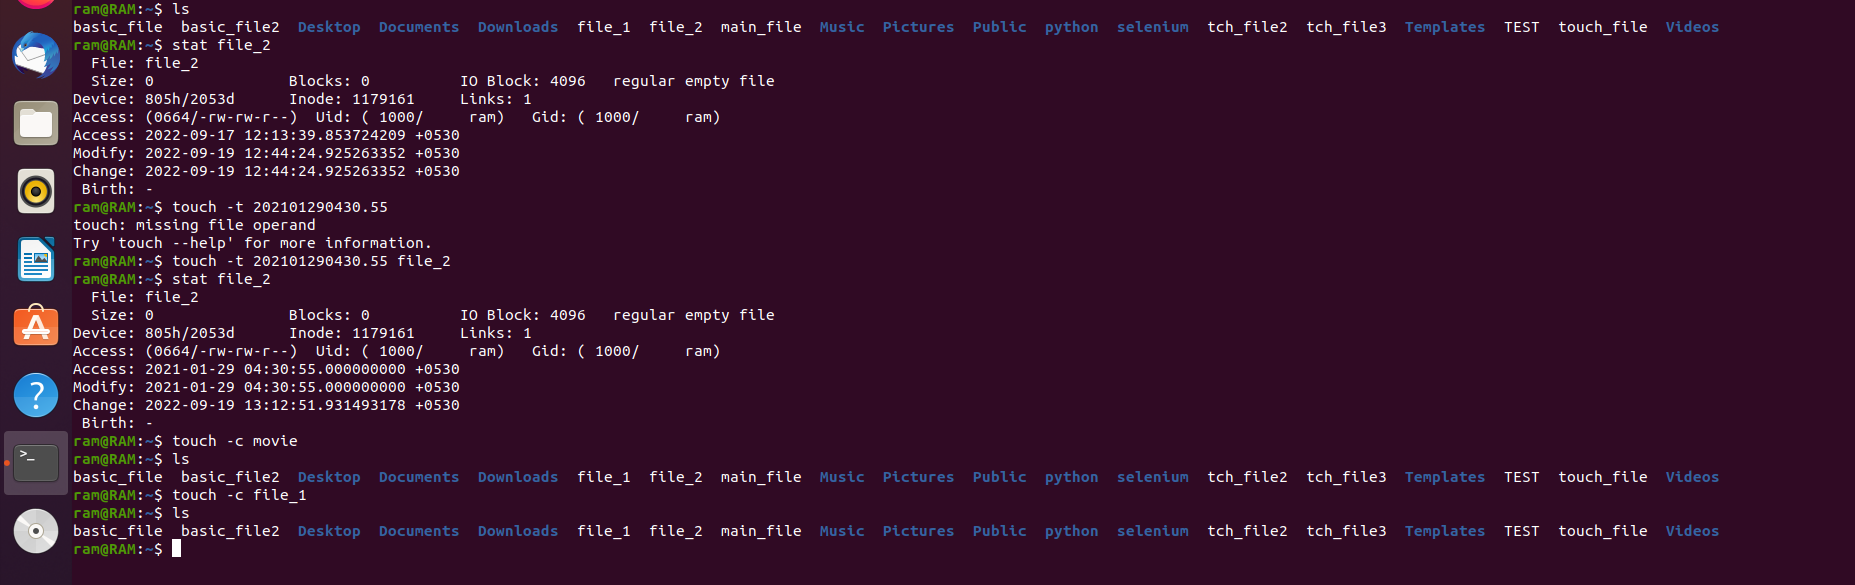 ram@RAM:~$ ls
basic_file  basic_file2  Desktop  Documents  Downloads  file_1  file_2  main_file  Music  Pictures  Public  python  selenium  tch_file2  tch_file3  Templates  TEST  touch_file  Videos
ram@RAM:~$ stat file_2
  File: file_2
  Size: 0               Blocks: 0          IO Block: 4096   regular empty file
Device: 805h/2053d      Inode: 1179161     Links: 1
Access: (0664/-rw-rw-r--)  Uid: ( 1000/     ram)   Gid: ( 1000/     ram)
Access: 2022-09-17 12:13:39.853724209 +0530
Modify: 2022-09-19 12:44:24.925263352 +0530
Change: 2022-09-19 12:44:24.925263352 +0530
 Birth: -
ram@RAM:~$ touch -t 202101290430.55
touch: missing file operand
Try 'touch --help' for more information.
ram@RAM:~$ touch -t 202101290430.55 file_2
ram@RAM:~$ stat file_2
  File: file_2
  Size: 0               Blocks: 0          IO Block: 4096   regular empty file
Device: 805h/2053d      Inode: 1179161     Links: 1
Access: (0664/-rw-rw-r--)  Uid: ( 1000/     ram)   Gid: ( 1000/     ram)
Access: 2021-01-29 04:30:55.000000000 +0530
Modify: 2021-01-29 04:30:55.000000000 +0530
Change: 2022-09-19 13:12:51.931493178 +0530
 Birth: -
ram@RAM:~$ touch -c movie
ram@RAM:~$ ls
basic_file  basic_file2  Desktop  Documents  Downloads  file_1  file_2  main_file  Music  Pictures  Public  python  selenium  tch_file2  tch_file3  Templates  TEST  touch_file  Videos
ram@RAM:~$ touch -c file_1
ram@RAM:~$ ls
basic_file  basic_file2  Desktop  Documents  Downloads  file_1  file_2  main_file  Music  Pictures  Public  python  selenium  tch_file2  tch_file3  Templates  TEST  touch_file  Videos
ram@RAM:~$